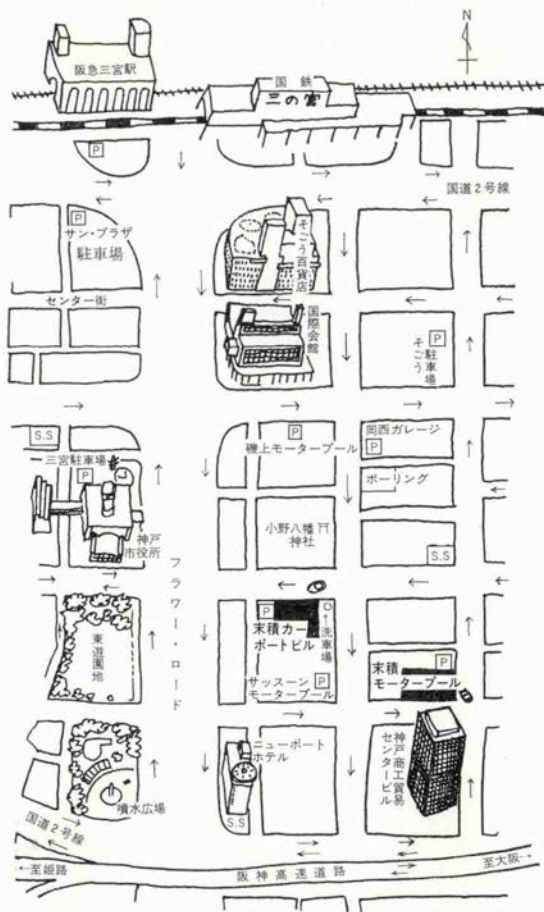 N
阪急三宮駅
国鉄
三の宮
P
国道2号線
P
サン・プラザ
駐車場
そごう百貨店
センター街
国際会館
P
そごう
駐車場
S.S
三宮駐車場
P
P
磯上モータープール
岡西ガレージ
P
ボーリング
神戸
市役所
小野八幡
神社
S.S
フラワー・ロード
東遊園地
P
末積カー
ポートビル
↑洗車場
サッスーン
モータープール
P
P
末積
モータープール
ニューポート
ホテル
S.S
神戸商工貿易
センタービル
噴水広場
国道2号線
←至姫路
阪神高速道路
至大阪→